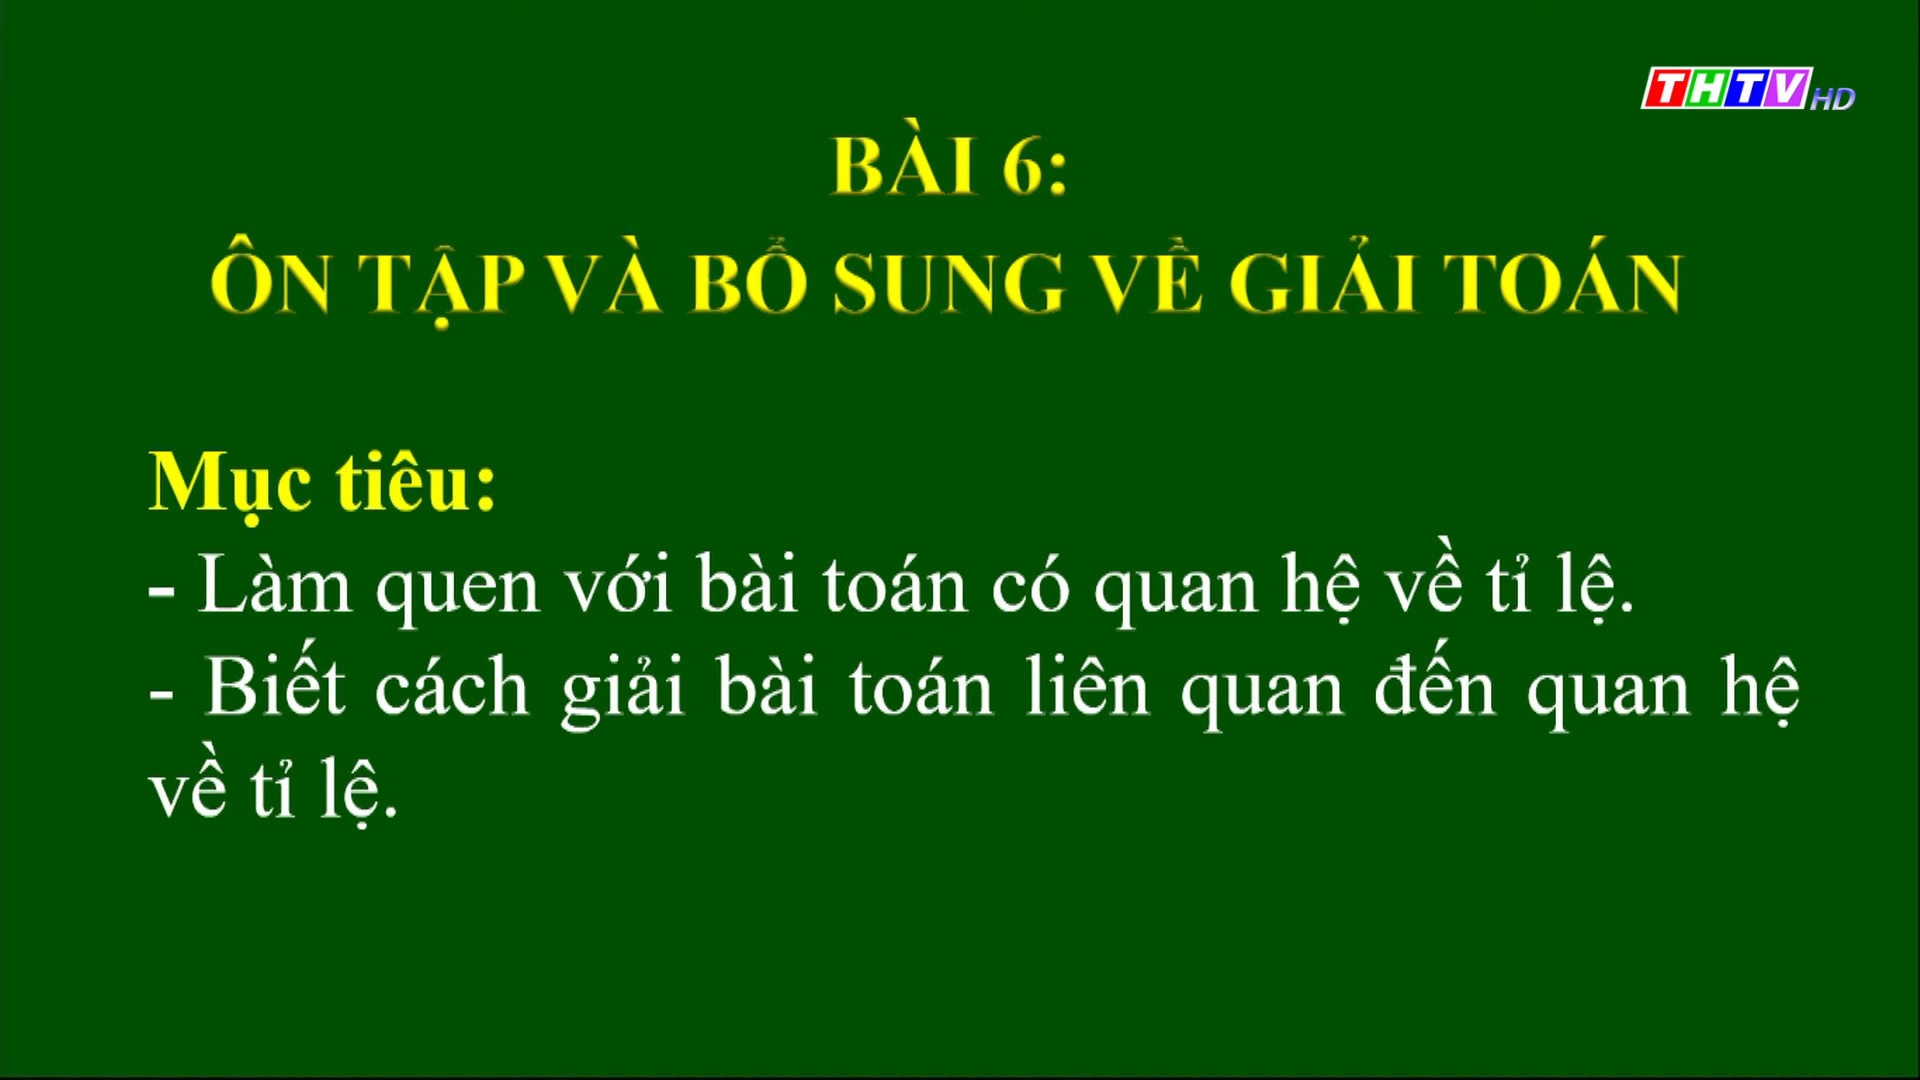 THTV HD
BÀI 6:
ÔN TẬP VÀ BỔ SUNG VỀ GIẢI TOÁN
Mục tiêu:
- Làm quen với bài toán có quan hệ về tỉ lệ.
- Biết cách giải bài toán liên quan đến quan hệ
về tỉ lệ.